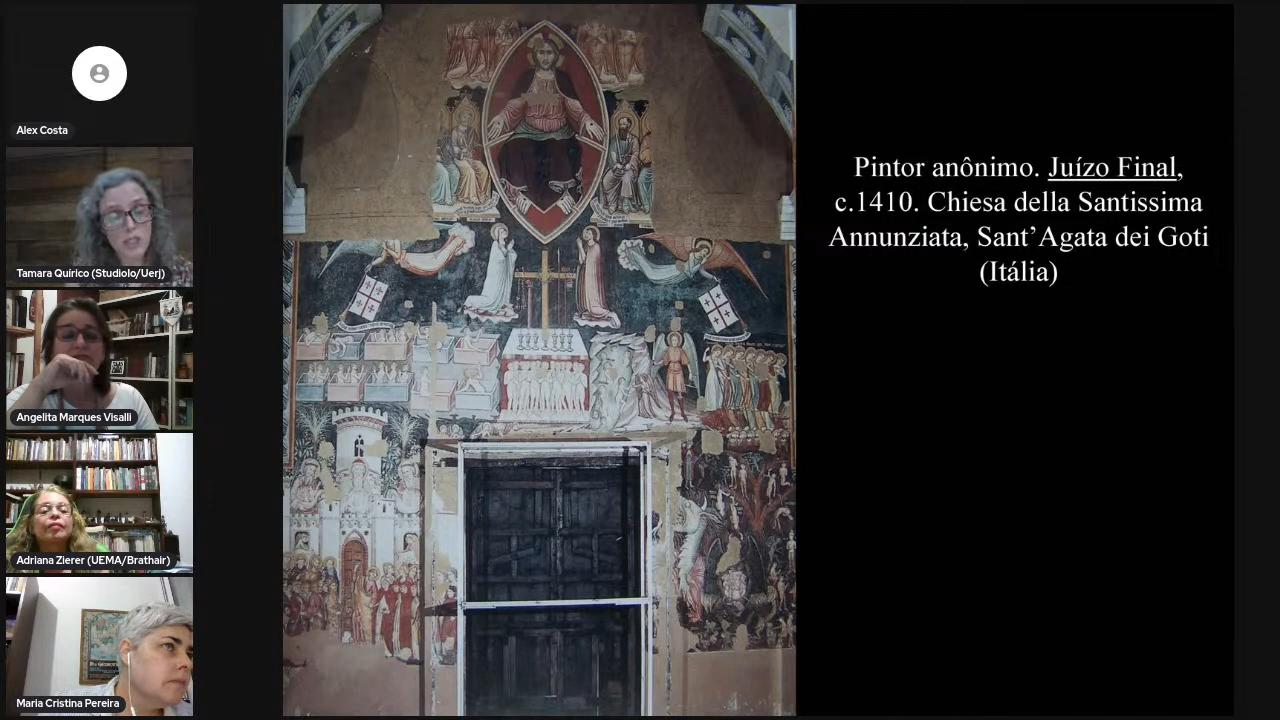 Alex Costa
Tamara Quírico (Studiolo/Uerj)
Angelita Marques Visalli
Adriana Zierer (UEMA/Brathair)
Maria Cristina Pereira
Pintor anônimo. Juízo Final,
c.1410. Chiesa della Santissima
Annunziata, Sant’Agata dei Goti
(Itália)